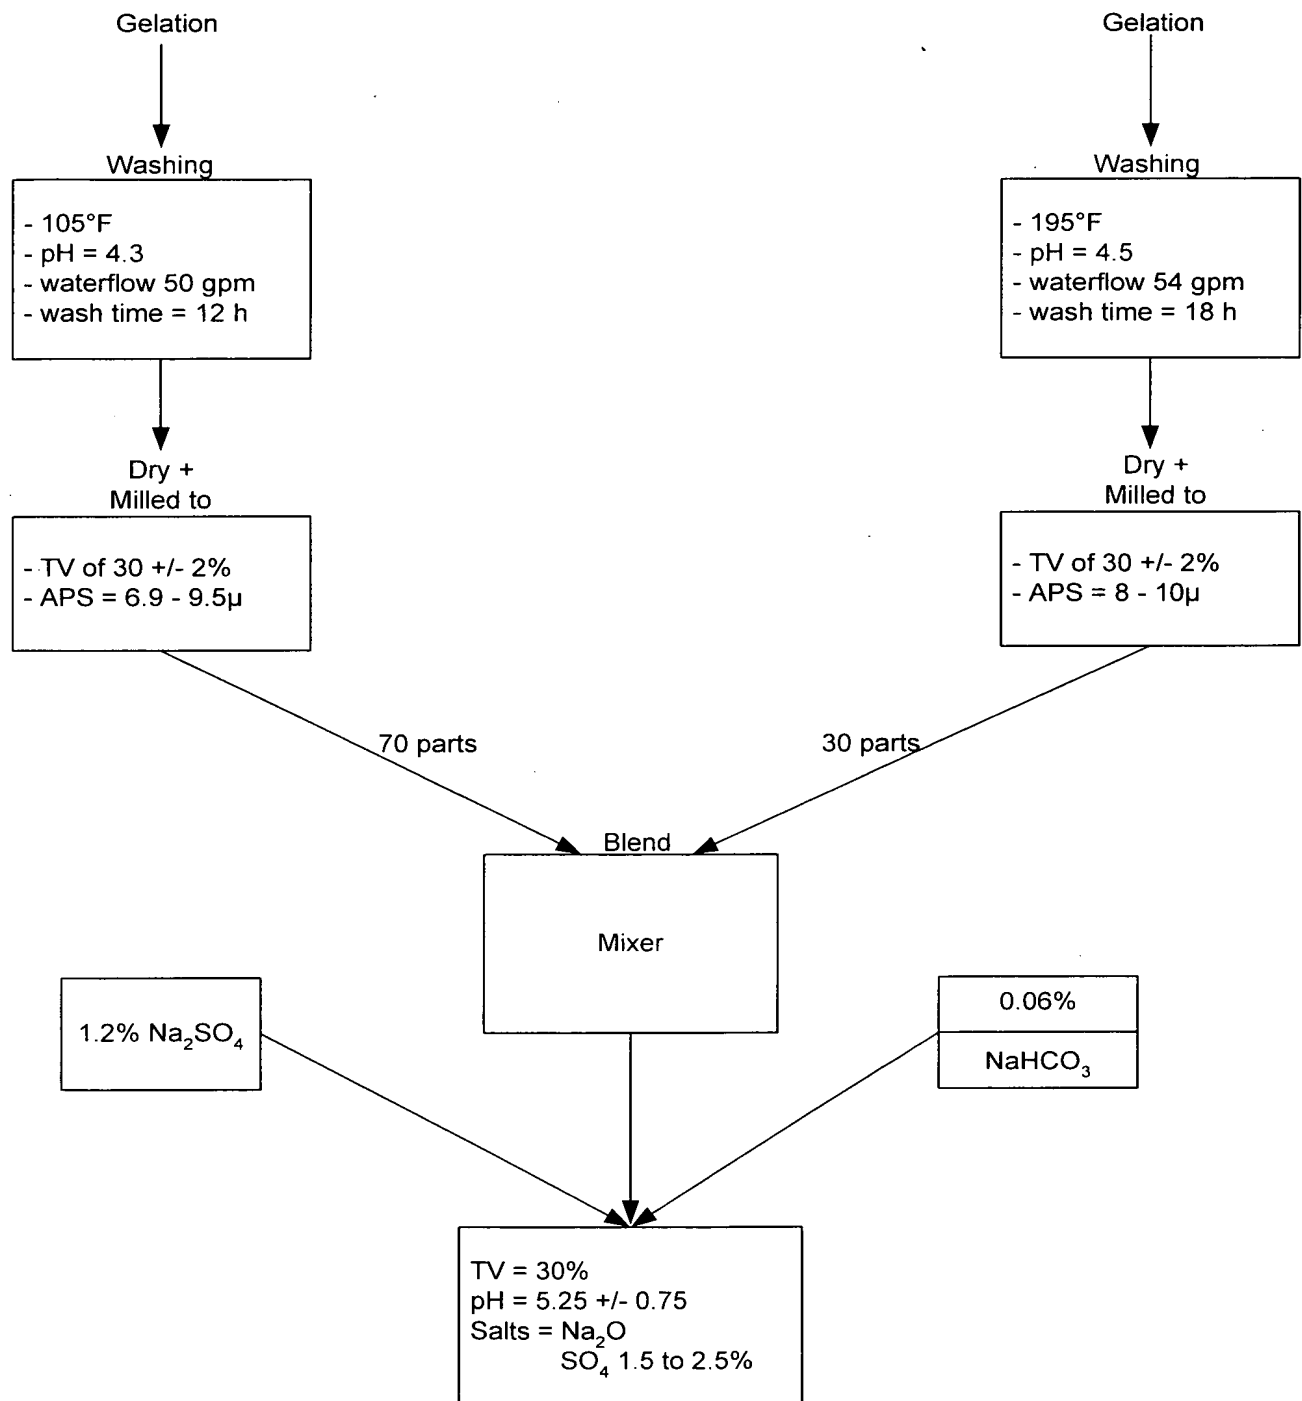 Gelation
Washing
- 105°F
- pH = 4.3
- waterflow 50 gpm
- wash time = 12 h
Dry +
Milled to
- TV of 30 +/- 2%
- APS = 6.9 - 9.5µ
70 parts
Gelation
Washing
- 195°F
- pH = 4.5
- waterflow 54 gpm
- wash time = 18 h
Dry +
Milled to
- TV of 30 +/- 2%
- APS = 8 - 10µ
30 parts
Blend
Mixer
1.2% Na₂SO₄
0.06%
NaHCO₃
TV = 30%
pH = 5.25 +/- 0.75
Salts = Na₂O
SO₄ 1.5 to 2.5%